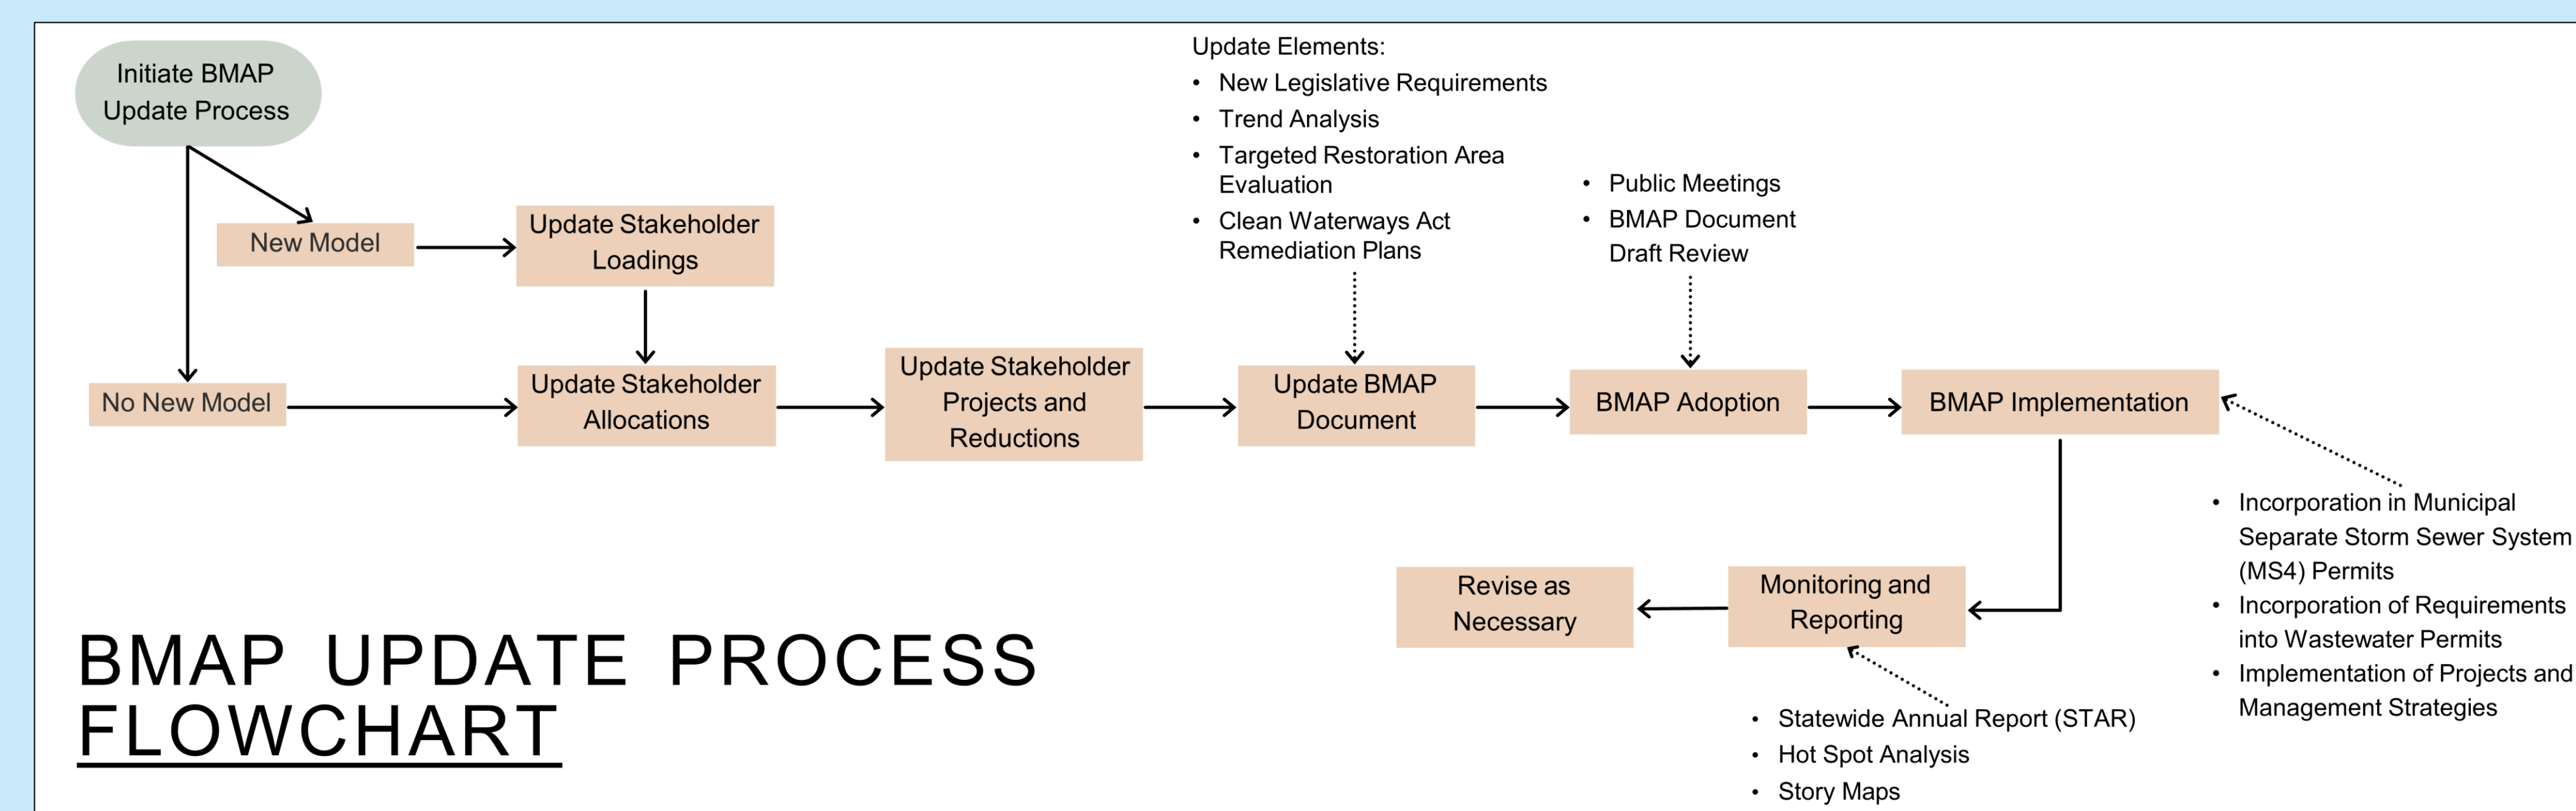 Initiate BMAP
Update Process
New Model
Update Stakeholder
Loadings
No New Model
Update Stakeholder
Allocations
Update Stakeholder
Projects and
Reductions
Update Elements:
• New Legislative Requirements
• Trend Analysis
• Targeted Restoration Area
Evaluation
• Clean Waterways Act
Remediation Plans
Update BMAP
Document
• Public Meetings
• BMAP Document
Draft Review
BMAP Adoption
BMAP Implementation
• Incorporation in Municipal
Separate Storm Sewer System
(MS4) Permits
• Incorporation of Requirements
into Wastewater Permits
• Implementation of Projects and
Management Strategies
Monitoring and
Reporting
Revise as
Necessary
• Statewide Annual Report (STAR)
• Hot Spot Analysis
• Story Maps
BMAP UPDATE PROCESS
FLOWCHART